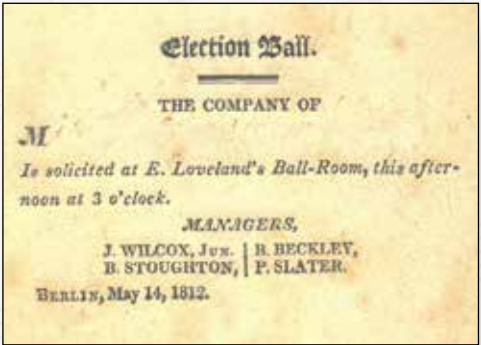 Election Ball.
THE COMPANY OF
M
Is solicited at E. Loveland's Ball-Room, this after-
noon at 3 o'clock.
MANAGERS,
J. WILCOX, Jun. | R. BECKLEY,
B. STOUGHTON, | P. SLATER.
BERLIN, May 14, 1812.